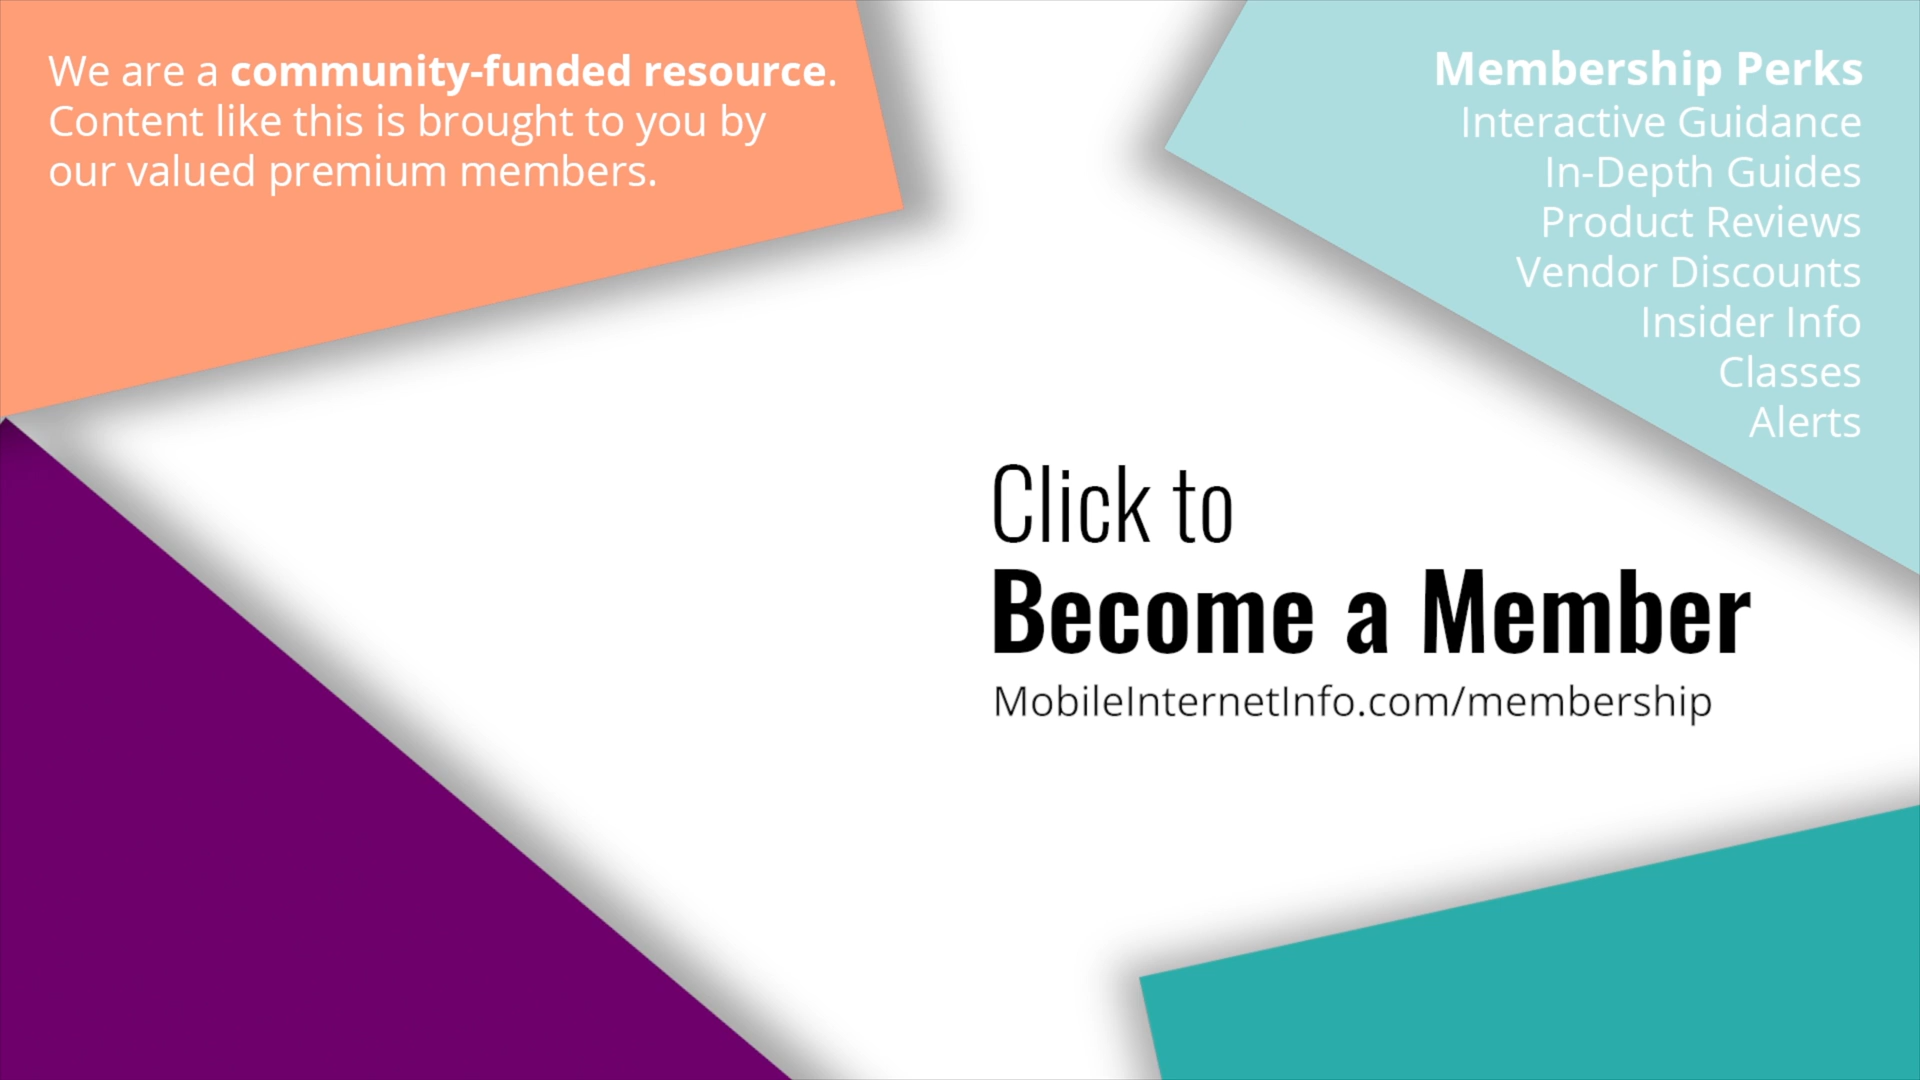 We are a community-funded resource.
Content like this is brought to you by
our valued premium members.
Membership Perks
Interactive Guidance
In-Depth Guides
Product Reviews
Vendor Discounts
Insider Info
Classes
Alerts
Click to
Become a Member
MobileInternetInfo.com/membership